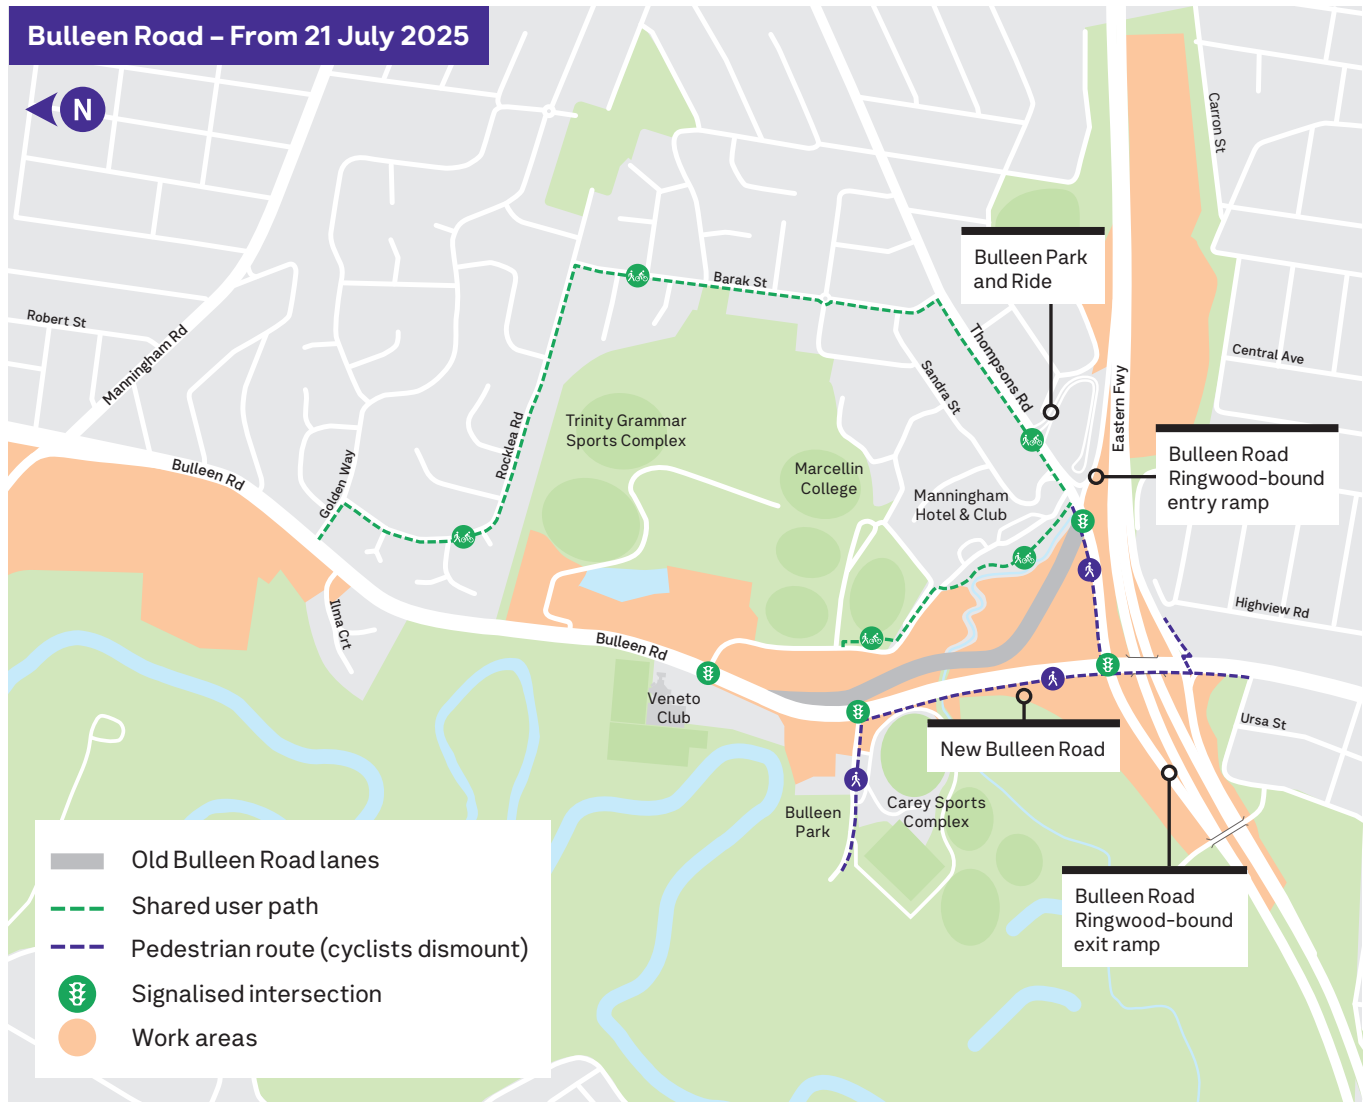 Bulleen Road – From 21 July 2025
N
Carron St
Bulleen Park
and Ride
Barak St
Robert St
Manningham Rd
Thompsons Rd
Central Ave
Sandra St
Eastern Fwy
Trinity Grammar
Sports Complex
Rocklea Rd
Bulleen Road
Ringwood-bound
entry ramp
Bulleen Rd
Golden Way
Marcellin
College
Manningham
Hotel & Club
Ilma Crt
Highview Rd
Bulleen Rd
Veneto
Club
Ursa St
New Bulleen Road
Bulleen
Park
Carey Sports
Complex
Bulleen Road
Ringwood-bound
exit ramp
Old Bulleen Road lanes
Shared user path
Pedestrian route (cyclists dismount)
Signalised intersection
Work areas